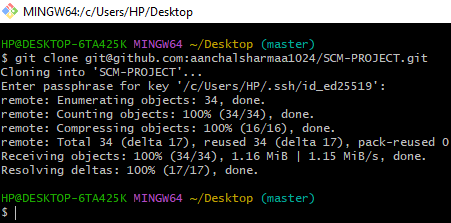 MINGW64:/c/Users/HP/Desktop
HP@DESKTOP-6TA425K MINGW64 ~/Desktop (master)
$ git clone git@github.com:aanchalsharmaa1024/SCM-PROJECT.git
Cloning into 'SCM-PROJECT'...
Enter passphrase for key '/c/Users/HP/.ssh/id_ed25519':
remote: Enumerating objects: 34, done.
remote: Counting objects: 100% (34/34), done.
remote: Compressing objects: 100% (16/16), done.
remote: Total 34 (delta 17), reused 34 (delta 17), pack-reused 0
Receiving objects: 100% (34/34), 1.16 MiB | 1.15 MiB/s, done.
Resolving deltas: 100% (17/17), done.
HP@DESKTOP-6TA425K MINGW64 ~/Desktop (master)
$